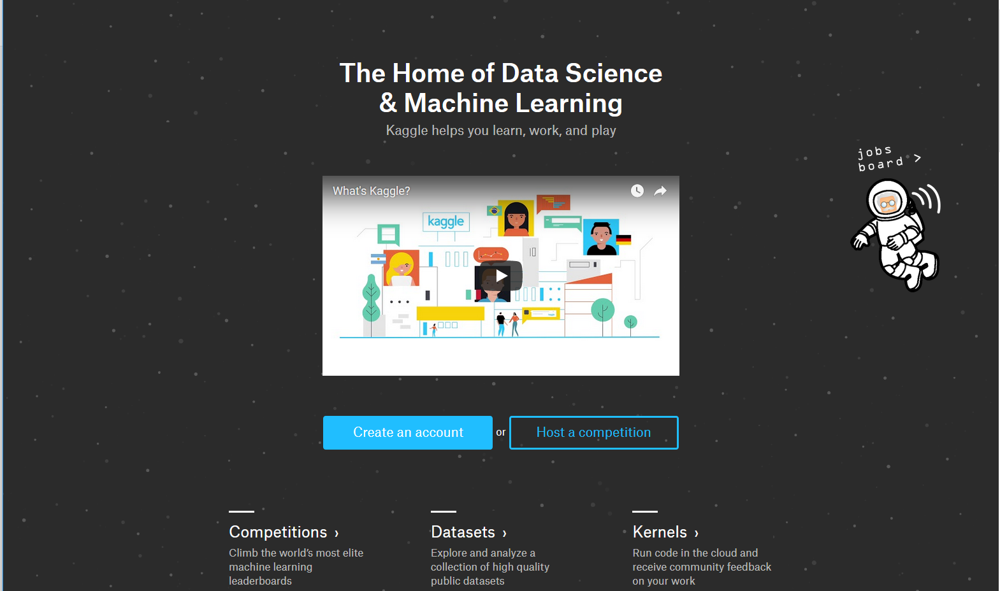 The Home of Data Science
& Machine Learning
Kaggle helps you learn, work, and play
jobs
board >
What's Kaggle?
kaggle
Create an account or Host a competition
Competitions ›
Climb the world’s most elite
machine learning
leaderboards
Datasets ›
Explore and analyze a
collection of high quality
public datasets
Kernels ›
Run code in the cloud and
receive community feedback
on your work